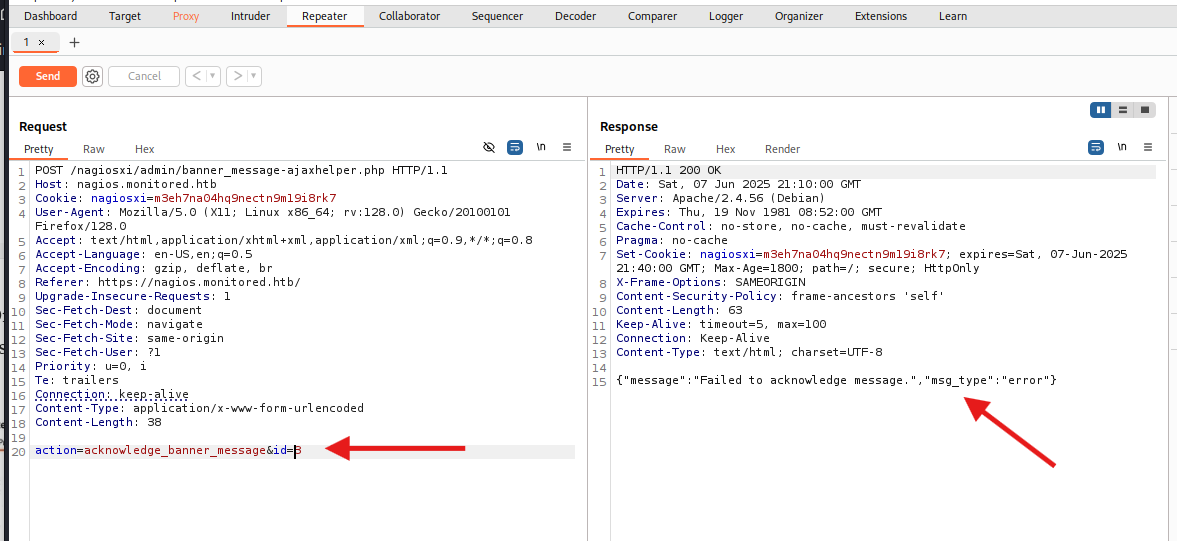 Dashboard Target Proxy Intruder Repeater Collaborator Sequencer Decoder Comparer Logger Organizer Extensions Learn
1 × +
Send Cancel < ▾ > ▾
Request
Pretty Raw Hex \n
1 POST /nagiosxi/admin/banner_message-ajaxhelper.php HTTP/1.1
2 Host: nagios.monitored.htb
3 Cookie: nagiosxi=m3eh7na04hq9nectn9m19i8rk7
4 User-Agent: Mozilla/5.0 (X11; Linux x86_64; rv:128.0) Gecko/20100101
Firefox/128.0
5 Accept: text/html,application/xhtml+xml,application/xml;q=0.9,*/*;q=0.8
6 Accept-Language: en-US,en;q=0.5
7 Accept-Encoding: gzip, deflate, br
8 Referer: https://nagios.monitored.htb/
9 Upgrade-Insecure-Requests: 1
10 Sec-Fetch-Dest: document
11 Sec-Fetch-Mode: navigate
12 Sec-Fetch-Site: same-origin
13 Sec-Fetch-User: ?1
14 Priority: u=0, i
15 Te: trailers
16 Connection: keep-alive
17 Content-Type: application/x-www-form-urlencoded
18 Content-Length: 38
19
20 action=acknowledge_banner_message&id=3
Response
Pretty Raw Hex Render \n
1 HTTP/1.1 200 OK
2 Date: Sat, 07 Jun 2025 21:10:00 GMT
3 Server: Apache/2.4.56 (Debian)
4 Expires: Thu, 19 Nov 1981 08:52:00 GMT
5 Cache-Control: no-store, no-cache, must-revalidate
6 Pragma: no-cache
7 Set-Cookie: nagiosxi=m3eh7na04hq9nectn9m19i8rk7; expires=Sat, 07-Jun-2025
21:40:00 GMT; Max-Age=1800; path=/; secure; HttpOnly
8 X-Frame-Options: SAMEORIGIN
9 Content-Security-Policy: frame-ancestors 'self'
10 Content-Length: 63
11 Keep-Alive: timeout=5, max=100
12 Connection: Keep-Alive
13 Content-Type: text/html; charset=UTF-8
14
15 {"message":"Failed to acknowledge message.","msg_type":"error"}